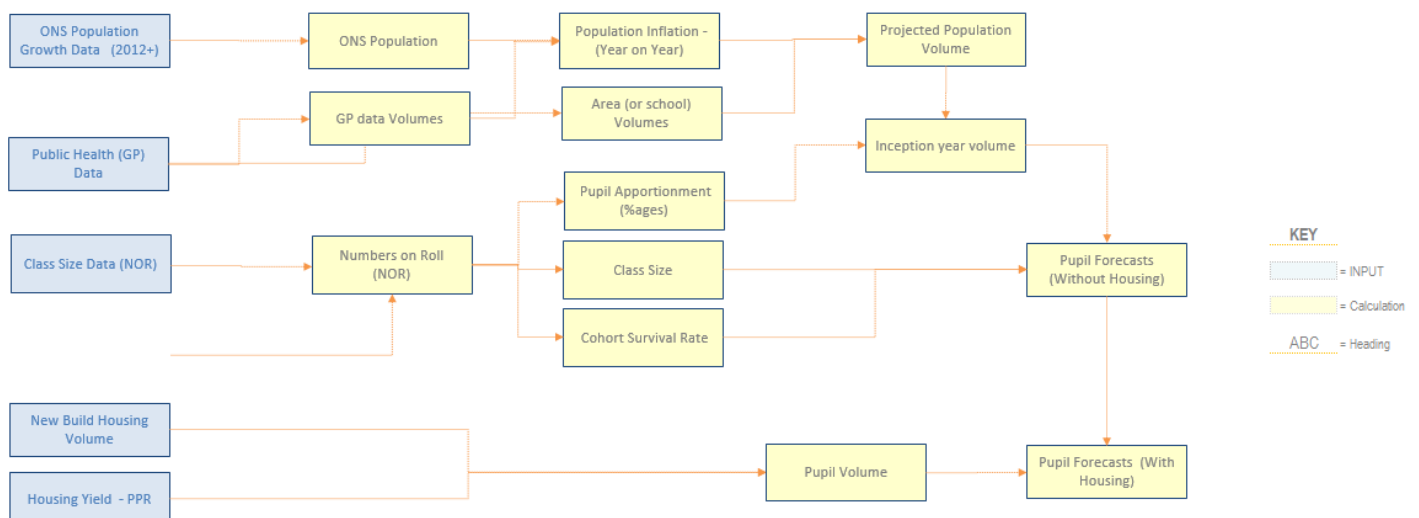 ONS Population
Growth Data (2012+)
ONS Population
Population Inflation -
(Year on Year)
Projected Population
Volume
GP data Volumes
Area (or school)
Volumes
Public Health (GP)
Data
Inception year volume
Pupil Apportionment
(%ages)
Class Size Data (NOR)
Numbers on Roll
(NOR)
Class Size
Pupil Forecasts
(Without Housing)
Cohort Survival Rate
KEY
= INPUT
= Calculation
ABC = Heading
New Build Housing
Volume
Housing Yield - PPR
Pupil Volume
Pupil Forecasts (With
Housing)